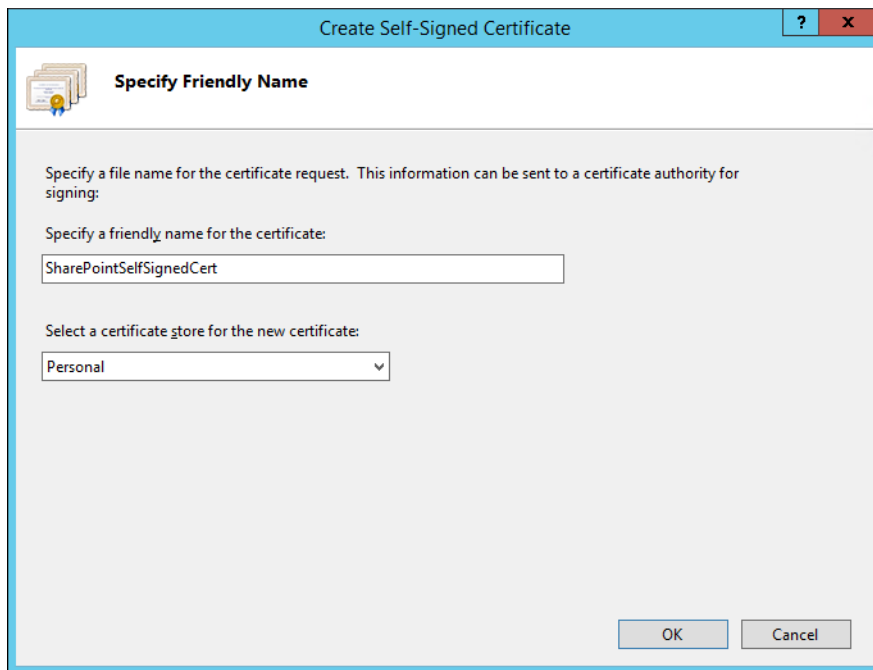 Create Self-Signed Certificate
? x
Specify Friendly Name
Specify a file name for the certificate request.  This information can be sent to a certificate authority for
signing:
Specify a friendly name for the certificate:
SharePointSelfSignedCert
Select a certificate store for the new certificate:
Personal
OK Cancel